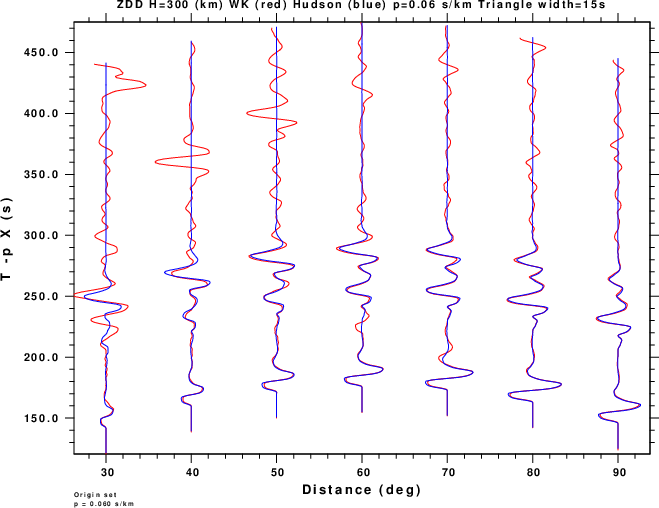 ZDD H=300 (km) WK (red) Hudson (blue) p=0.06 s/km Triangle width=15s
450.0
400.0
350.0
300.0
250.0
200.0
150.0
T -p X (s)
30 40 50 60 70 80 90
Distance (deg)
Origin set
p = 0.060 s/km